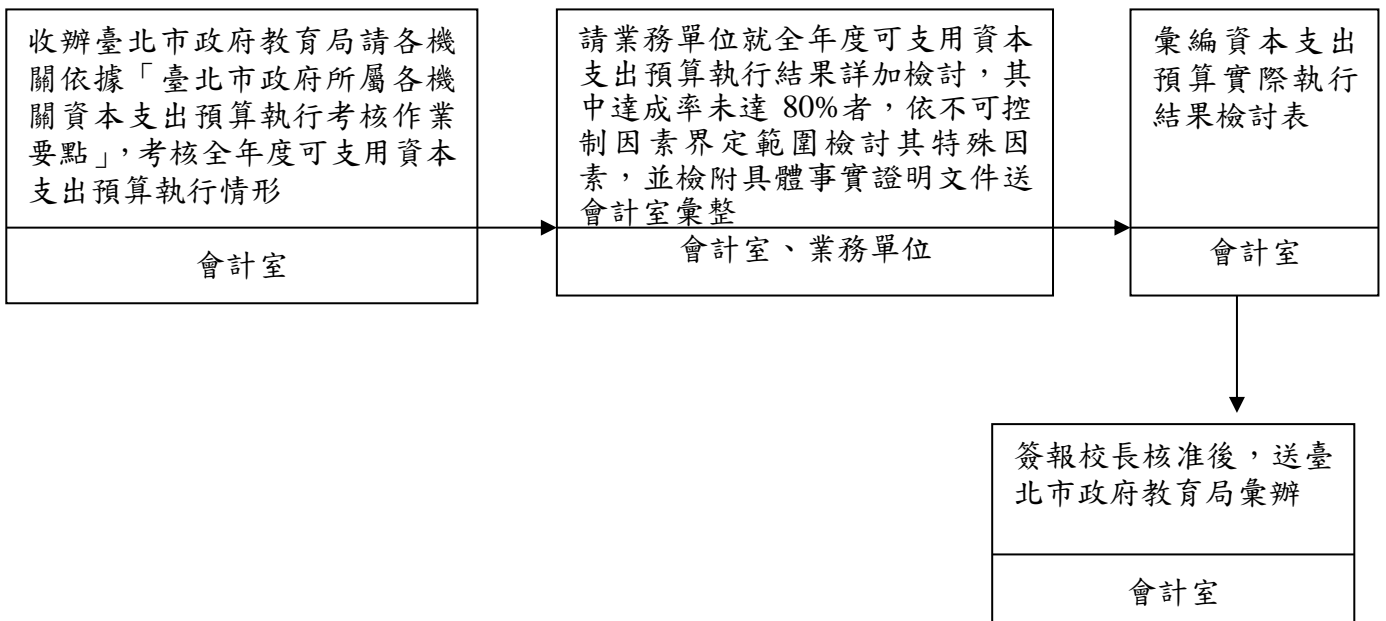 收辦臺北市政府教育局請各機
關依據「臺北市政府所屬各機
關資本支出預算執行考核作業
要點」，考核全年度可支用資本
支出預算執行情形
會計室
請業務單位就全年度可支用資本
支出預算執行結果詳加檢討，其
中達成率未達 80%者，依不可控
制因素界定範圍檢討其特殊因
素，並檢附具體事實證明文件送
會計室彙整
會計室、業務單位
彙編資本支出
預算實際執行
結果檢討表
會計室
簽報校長核准後，送臺
北市政府教育局彙辦
會計室